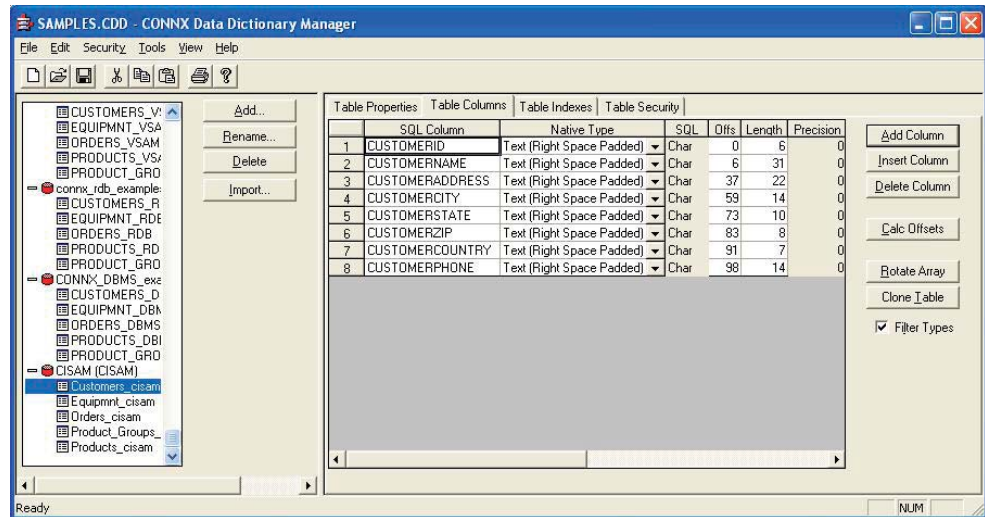 SAMPLES.CDD - CONNX Data Dictionary Manager
File Edit Security Tools View Help
CUSTOMERS_VS
EQUIPMNT_VSA
ORDERS_VSAM
PRODUCTS_VSA
PRODUCT_GRO
connx_rdb_example
CUSTOMERS_R
EQUIPMNT_RDB
ORDERS_RDB
PRODUCTS_RD
PRODUCT_GRO
CONNX_DBMS_exa
CUSTOMERS_D
EQUIPMNT_DBM
ORDERS_DBMS
PRODUCTS_DBI
PRODUCT_GRO
CISAM (CISAM)
Customers_cisam
Equipmnt_cisam
Orders_cisam
Product_Groups_
Products_cisam
Add...
Rename...
Delete
Import...
Table Properties Table Columns Table Indexes Table Security
SQL Column Native Type SQL Offs Length Precision
1 CUSTOMERID Text (Right Space Padded) Char 0 6 0
2 CUSTOMERNAME Text (Right Space Padded) Char 6 31 0
3 CUSTOMERADDRESS Text (Right Space Padded) Char 37 22 0
4 CUSTOMERCITY Text (Right Space Padded) Char 59 14 0
5 CUSTOMERSTATE Text (Right Space Padded) Char 73 10 0
6 CUSTOMERZIP Text (Right Space Padded) Char 83 8 0
7 CUSTOMERCOUNTRY Text (Right Space Padded) Char 91 7 0
8 CUSTOMERPHONE Text (Right Space Padded) Char 98 14 0
Add Column
Insert Column
Delete Column
Calc Offsets
Rotate Array
Clone Table
Filter Types
Ready
NUM